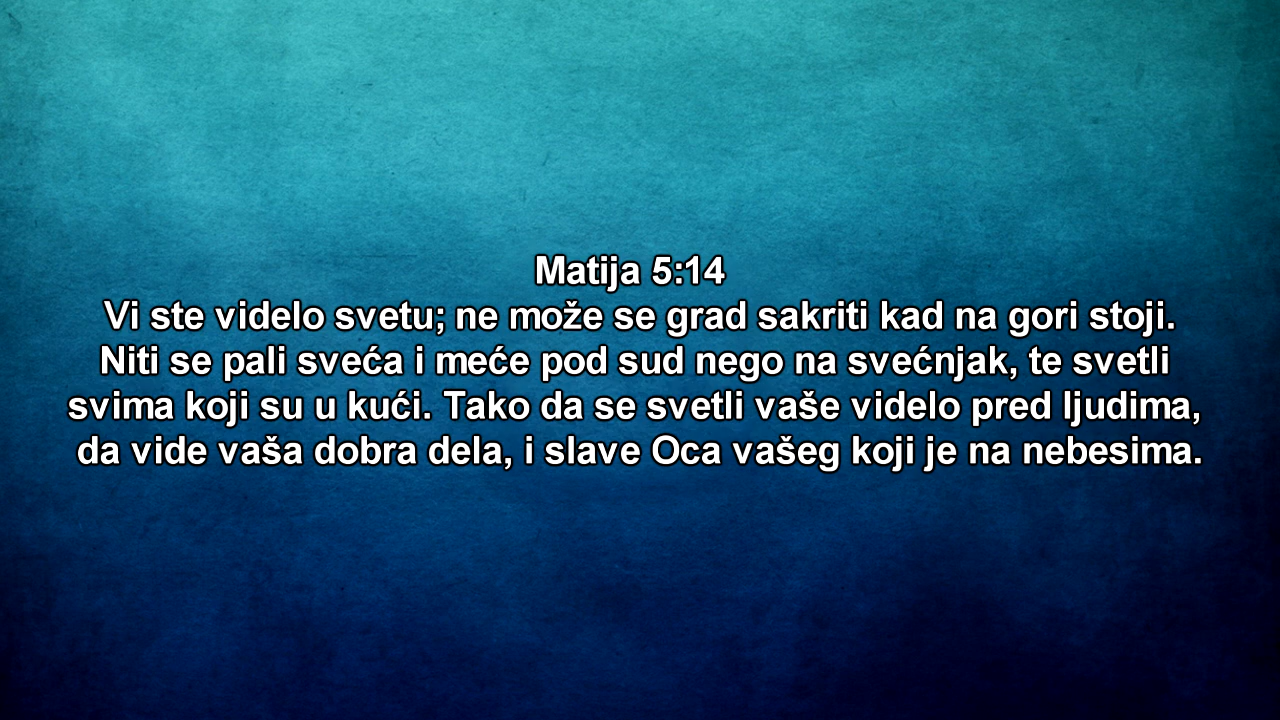 Matija 5:14
Vi ste videlo svetu; ne može se grad sakriti kad na gori stoji.
Niti se pali sveća i meće pod sud nego na svećnjak, te svetli
svima koji su u kući. Tako da se svetli vaše videlo pred ljudima,
da vide vaša dobra dela, i slave Oca vašeg koji je na nebesima.